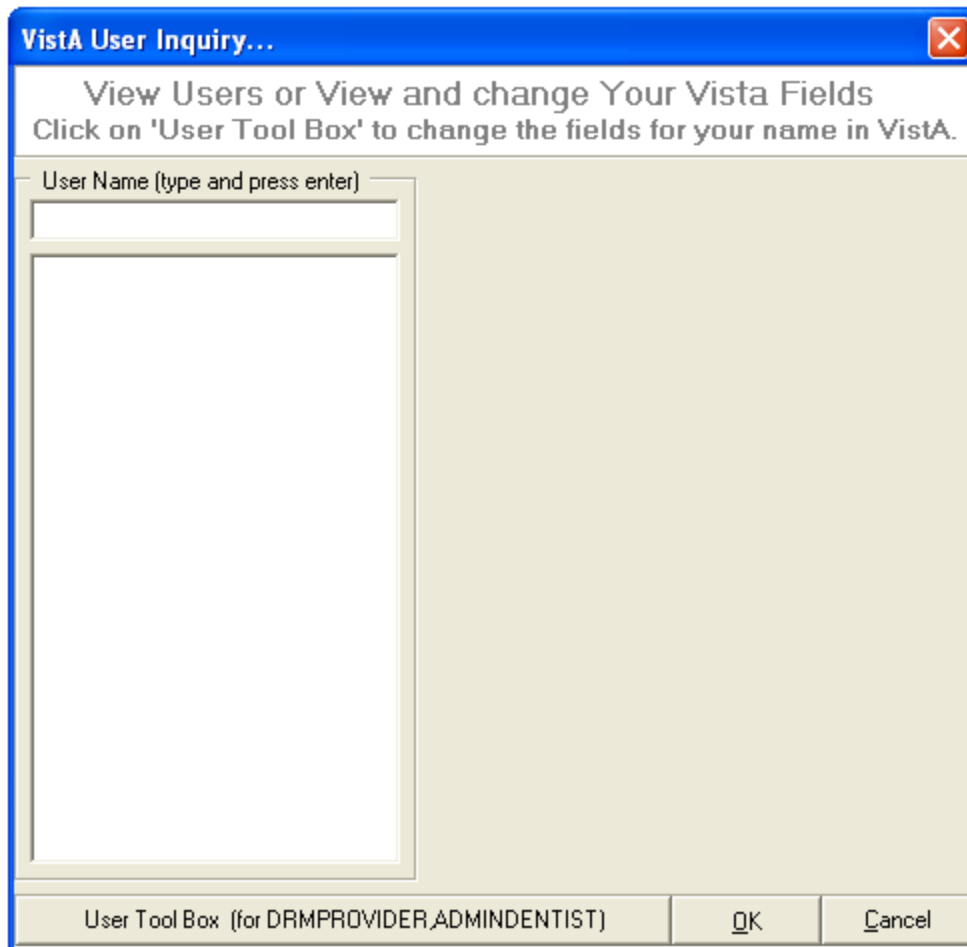 VistA User Inquiry...
View Users or View and change Your Vista Fields
Click on 'User Tool Box' to change the fields for your name in VistA.
User Name (type and press enter)
User Tool Box (for DRMPROVIDER,ADMINDENTIST)
OK
Cancel